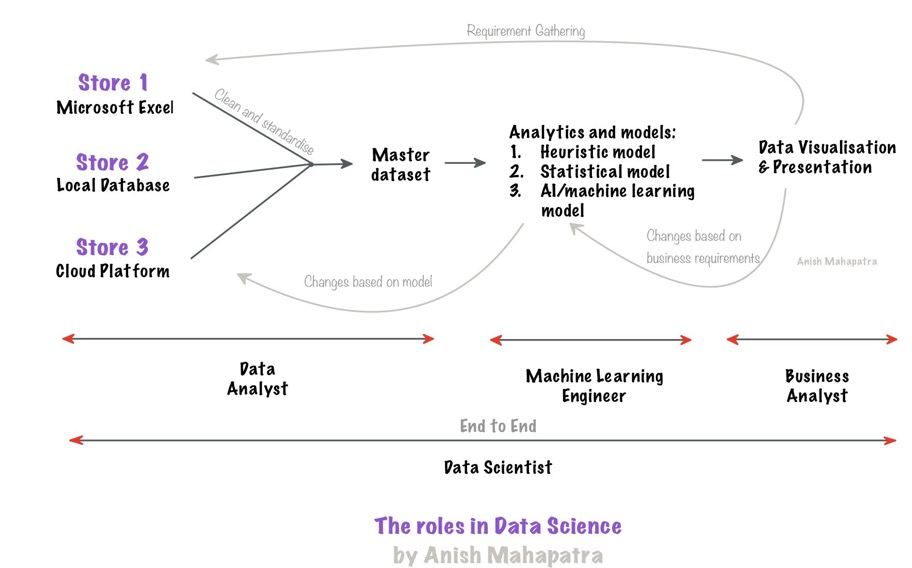 Requirement Gathering
Store 1
Microsoft Excel
Clean and standardise
Store 2
Local Database
Store 3
Cloud Platform
Master
dataset
Analytics and models:
1. Heuristic model
2. Statistical model
3. AI/machine learning
model
Data Visualisation
& Presentation
Changes based on
business requirements
Changes based on model
Anish Mahapatra
Data
Analyst
Machine Learning
Engineer
Business
Analyst
End to End
Data Scientist
The roles in Data Science
by Anish Mahapatra